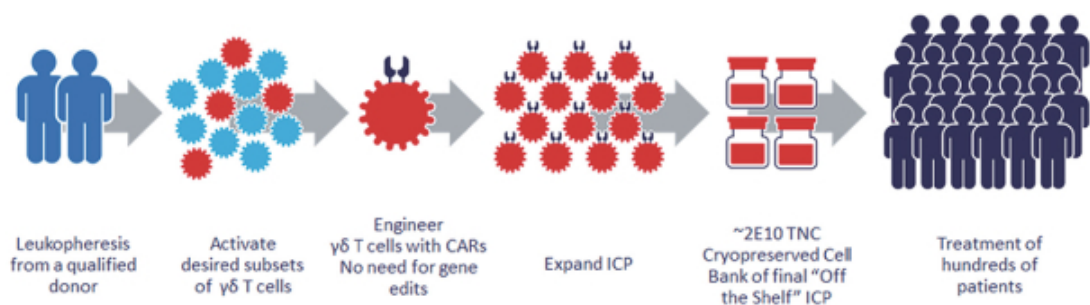 Leukopheresis
from a qualified
donor
Activate
desired subsets
of γδ T cells
Engineer
γδ T cells with CARs
No need for gene
edits
Expand ICP
~2E10 TNC
Cryopreserved Cell
Bank of final “Off
the Shelf” ICP
Treatment of
hundreds of
patients